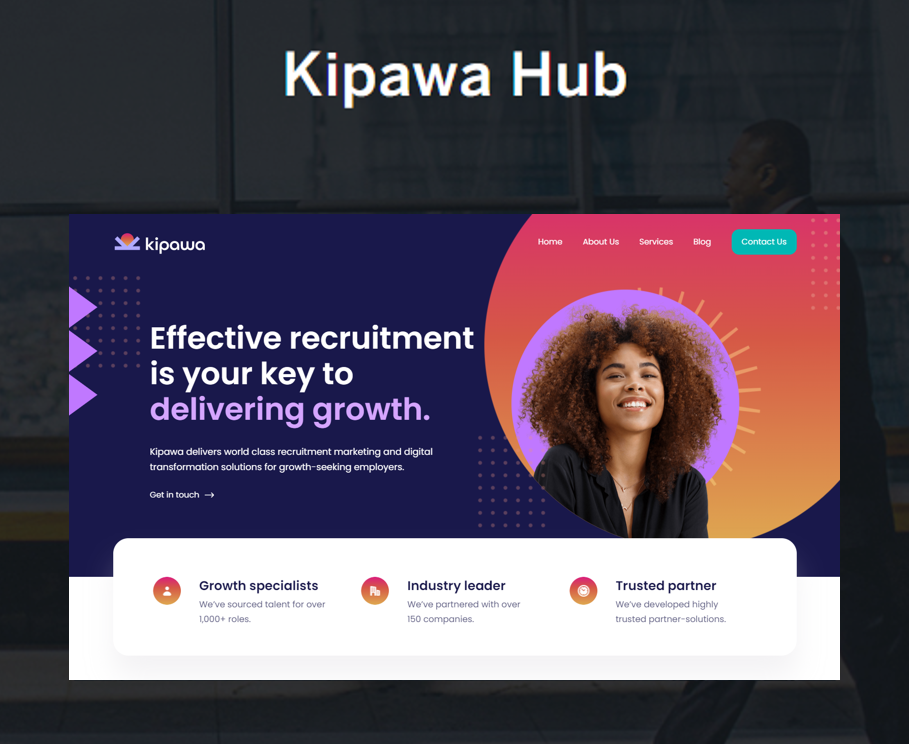 Kipawa Hub
kipawa
Home About Us Services Blog Contact Us
Effective recruitment
is your key to
delivering growth.
Kipawa delivers world class recruitment marketing and digital
transformation solutions for growth-seeking employers.
Get in touch →
Growth specialists
We've sourced talent for over
1,000+ roles.
Industry leader
We've partnered with over
150 companies.
Trusted partner
We've developed highly
trusted partner-solutions.